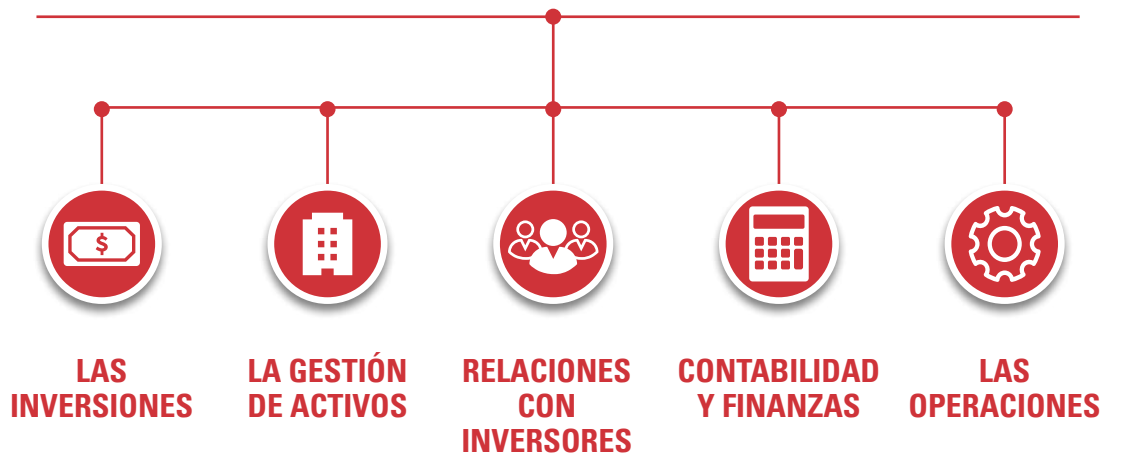 $
LAS
INVERSIONES
LA GESTIÓN
DE ACTIVOS
RELACIONES
CON
INVERSORES
CONTABILIDAD
Y FINANZAS
LAS
OPERACIONES